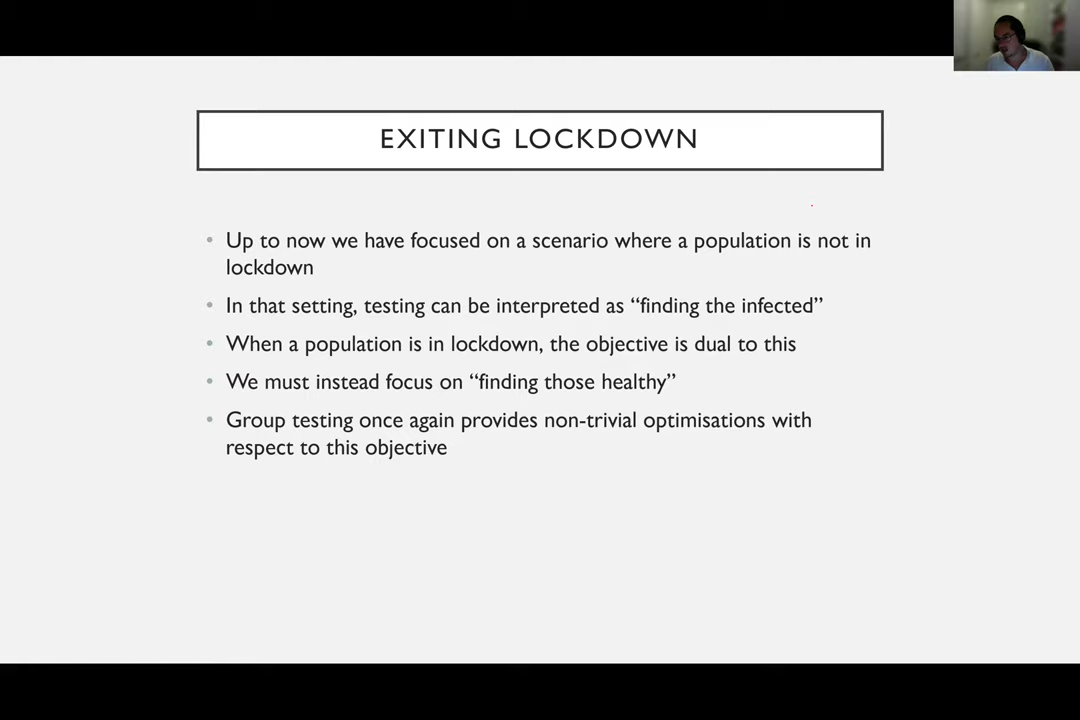 EXITING LOCKDOWN
• Up to now we have focused on a scenario where a population is not in
lockdown
• In that setting, testing can be interpreted as “finding the infected”
• When a population is in lockdown, the objective is dual to this
• We must instead focus on “finding those healthy”
• Group testing once again provides non-trivial optimisations with
respect to this objective